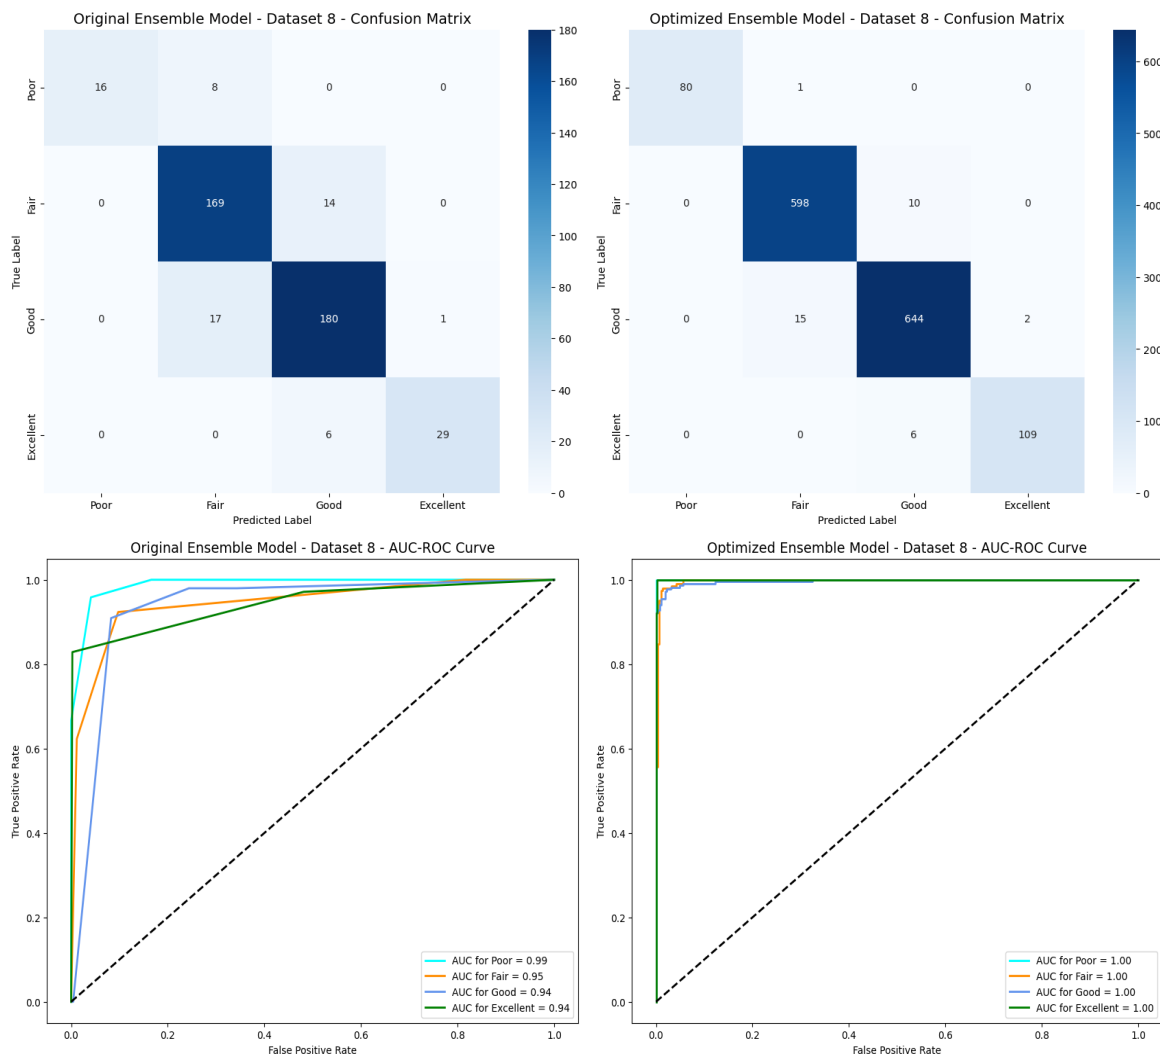 Original Ensemble Model - Dataset 8 - Confusion Matrix
Poor 16 8 0 0
Fair 0 169 14 0
Good 0 17 180 1
Excellent 0 0 6 29
Poor Fair Good Excellent
True Label
Predicted Label
180
160
140
120
100
80
60
40
20
0
Optimized Ensemble Model - Dataset 8 - Confusion Matrix
Poor 80 1 0 0
Fair 0 598 10 0
Good 0 15 644 2
Excellent 0 0 6 109
Poor Fair Good Excellent
True Label
Predicted Label
600
500
400
300
200
100
0
Original Ensemble Model - Dataset 8 - AUC-ROC Curve
1.0
0.8
0.6
0.4
0.2
0.0
True Positive Rate
AUC for Poor = 0.99
AUC for Fair = 0.95
AUC for Good = 0.94
AUC for Excellent = 0.94
0.0 0.2 0.4 0.6 0.8 1.0
False Positive Rate
Optimized Ensemble Model - Dataset 8 - AUC-ROC Curve
1.0
0.8
0.6
0.4
0.2
0.0
True Positive Rate
AUC for Poor = 1.00
AUC for Fair = 1.00
AUC for Good = 1.00
AUC for Excellent = 1.00
0.0 0.2 0.4 0.6 0.8 1.0
False Positive Rate